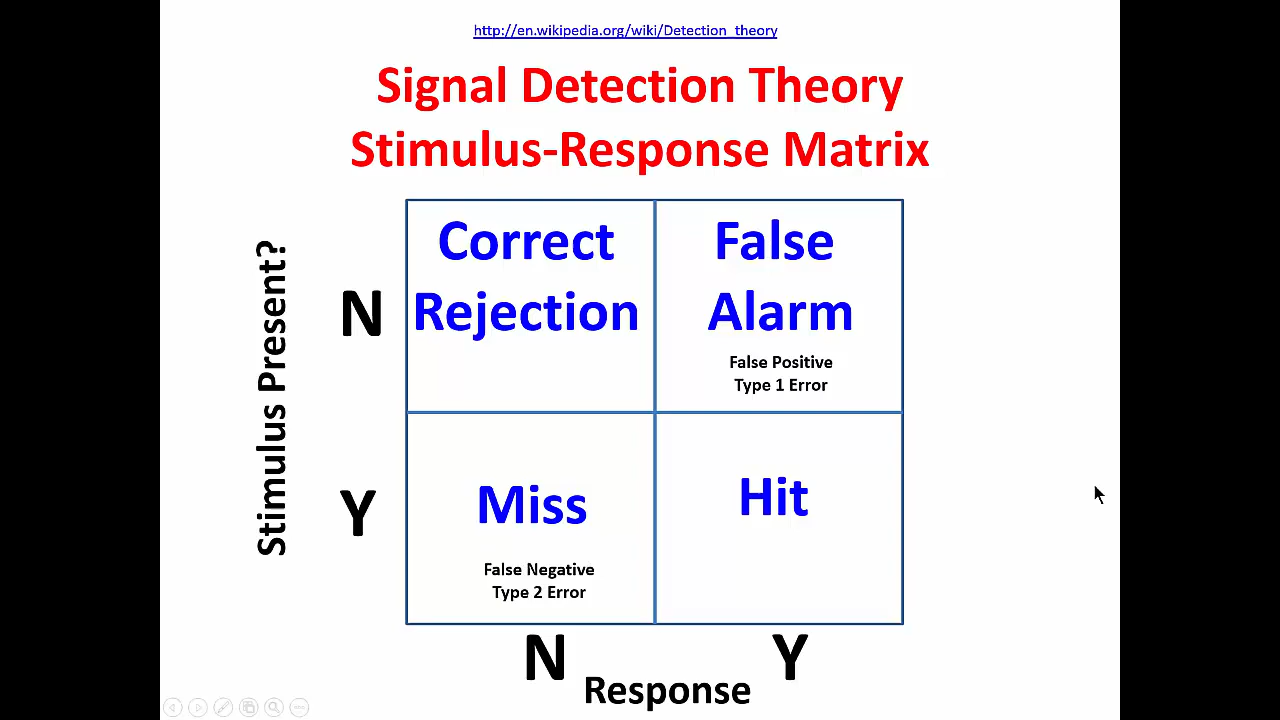 http://en.wikipedia.org/wiki/Detection_theory
Signal Detection Theory
Stimulus-Response Matrix
Stimulus Present?
N
Correct
Rejection
False
Alarm
False Positive
Type 1 Error
Y
Miss
False Negative
Type 2 Error
Hit
N
Y
Response